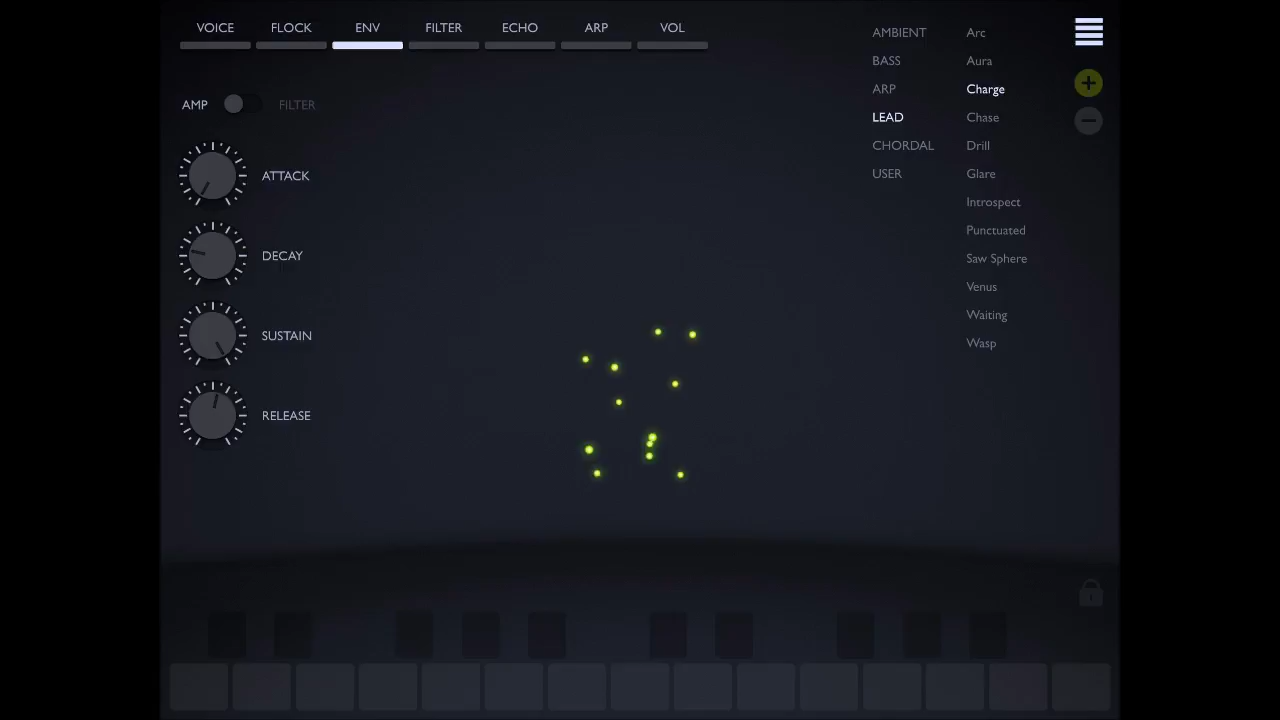 VOICE FLOCK ENV FILTER ECHO ARP VOL
AMP FILTER
ATTACK
DECAY
SUSTAIN
RELEASE
AMBIENT
BASS
ARP
LEAD
CHORDAL
USER
Arc
Aura
Charge
Chase
Drill
Glare
Introspect
Punctuated
Saw Sphere
Venus
Waiting
Wasp